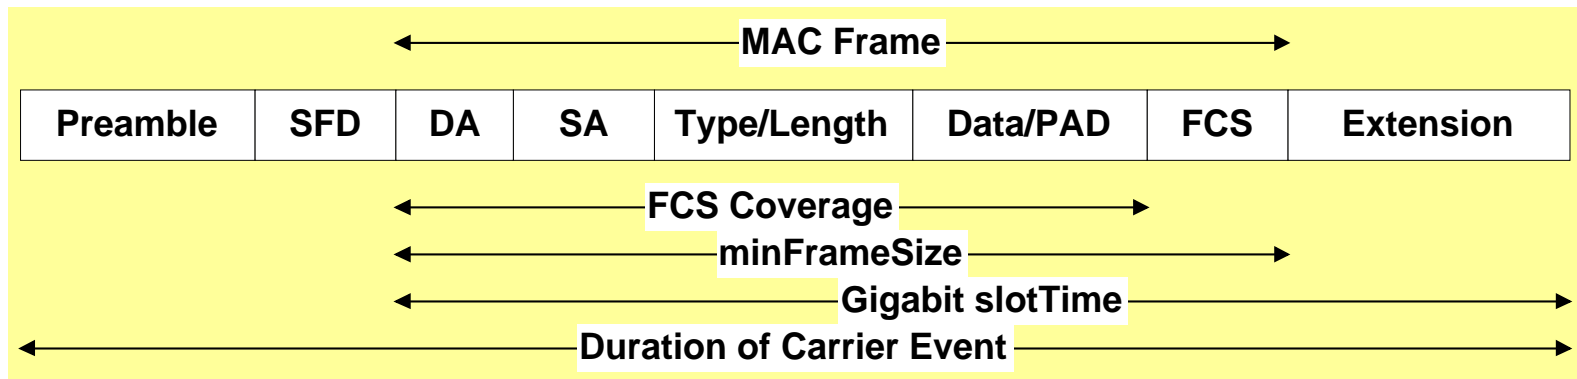 MAC Frame
Preamble SFD DA SA Type/Length Data/PAD FCS Extension
FCS Coverage
minFrameSize
Gigabit slotTime
Duration of Carrier Event